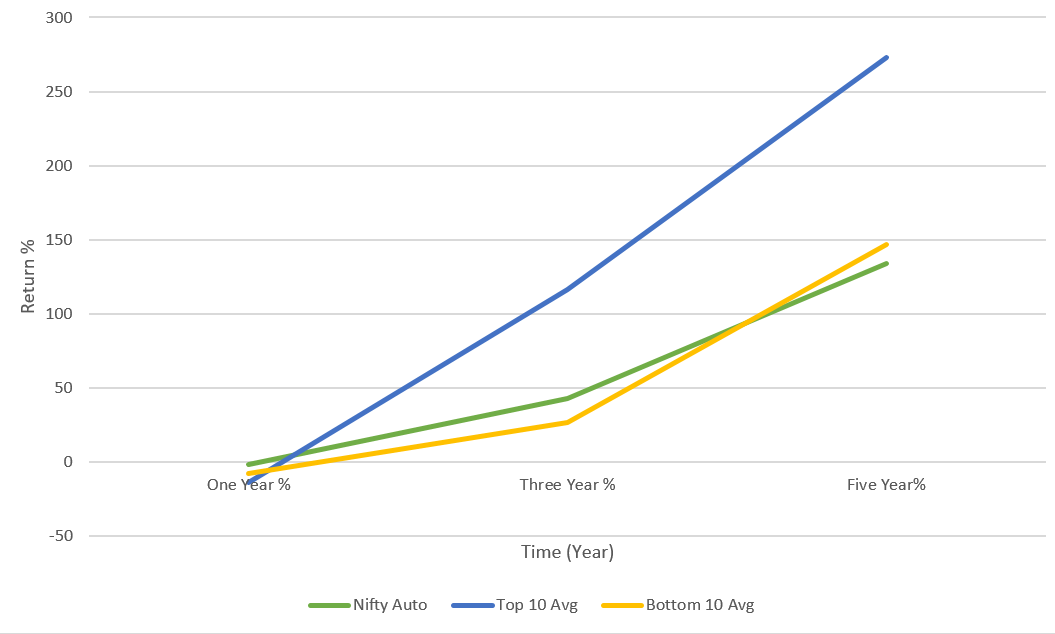 300
250
200
150
100
50
0
-50
Return %
One Year %
Three Year %
Five Year%
Time (Year)
Nifty Auto
Top 10 Avg
Bottom 10 Avg